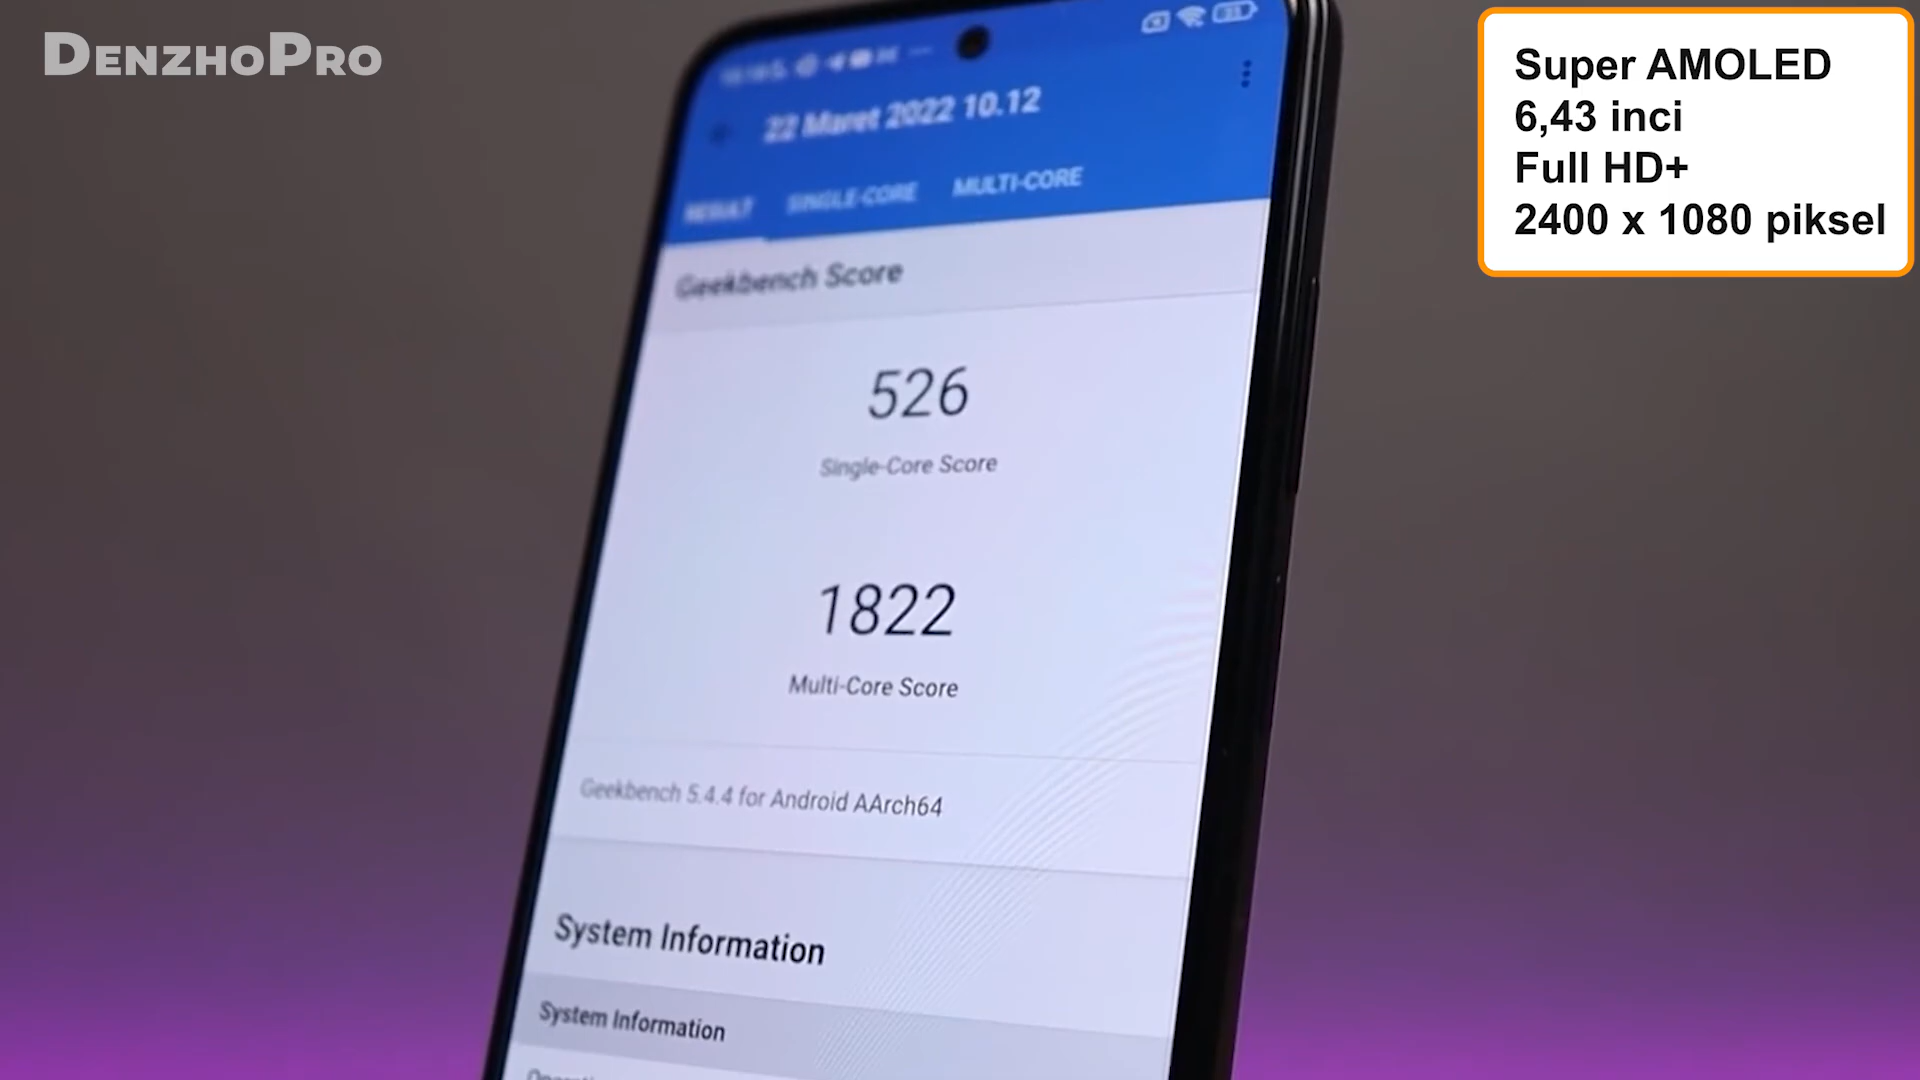 DENZHOPRO
Super AMOLED
6,43 inci
Full HD+
2400 x 1080 piksel
22 Maret 2022 10.12
RESULT SINGLE-CORE MULTI-CORE
Geekbench Score
526
Single-Core Score
1822
Multi-Core Score
Geekbench 5.4.4 for Android AArch64
System Information
System Information